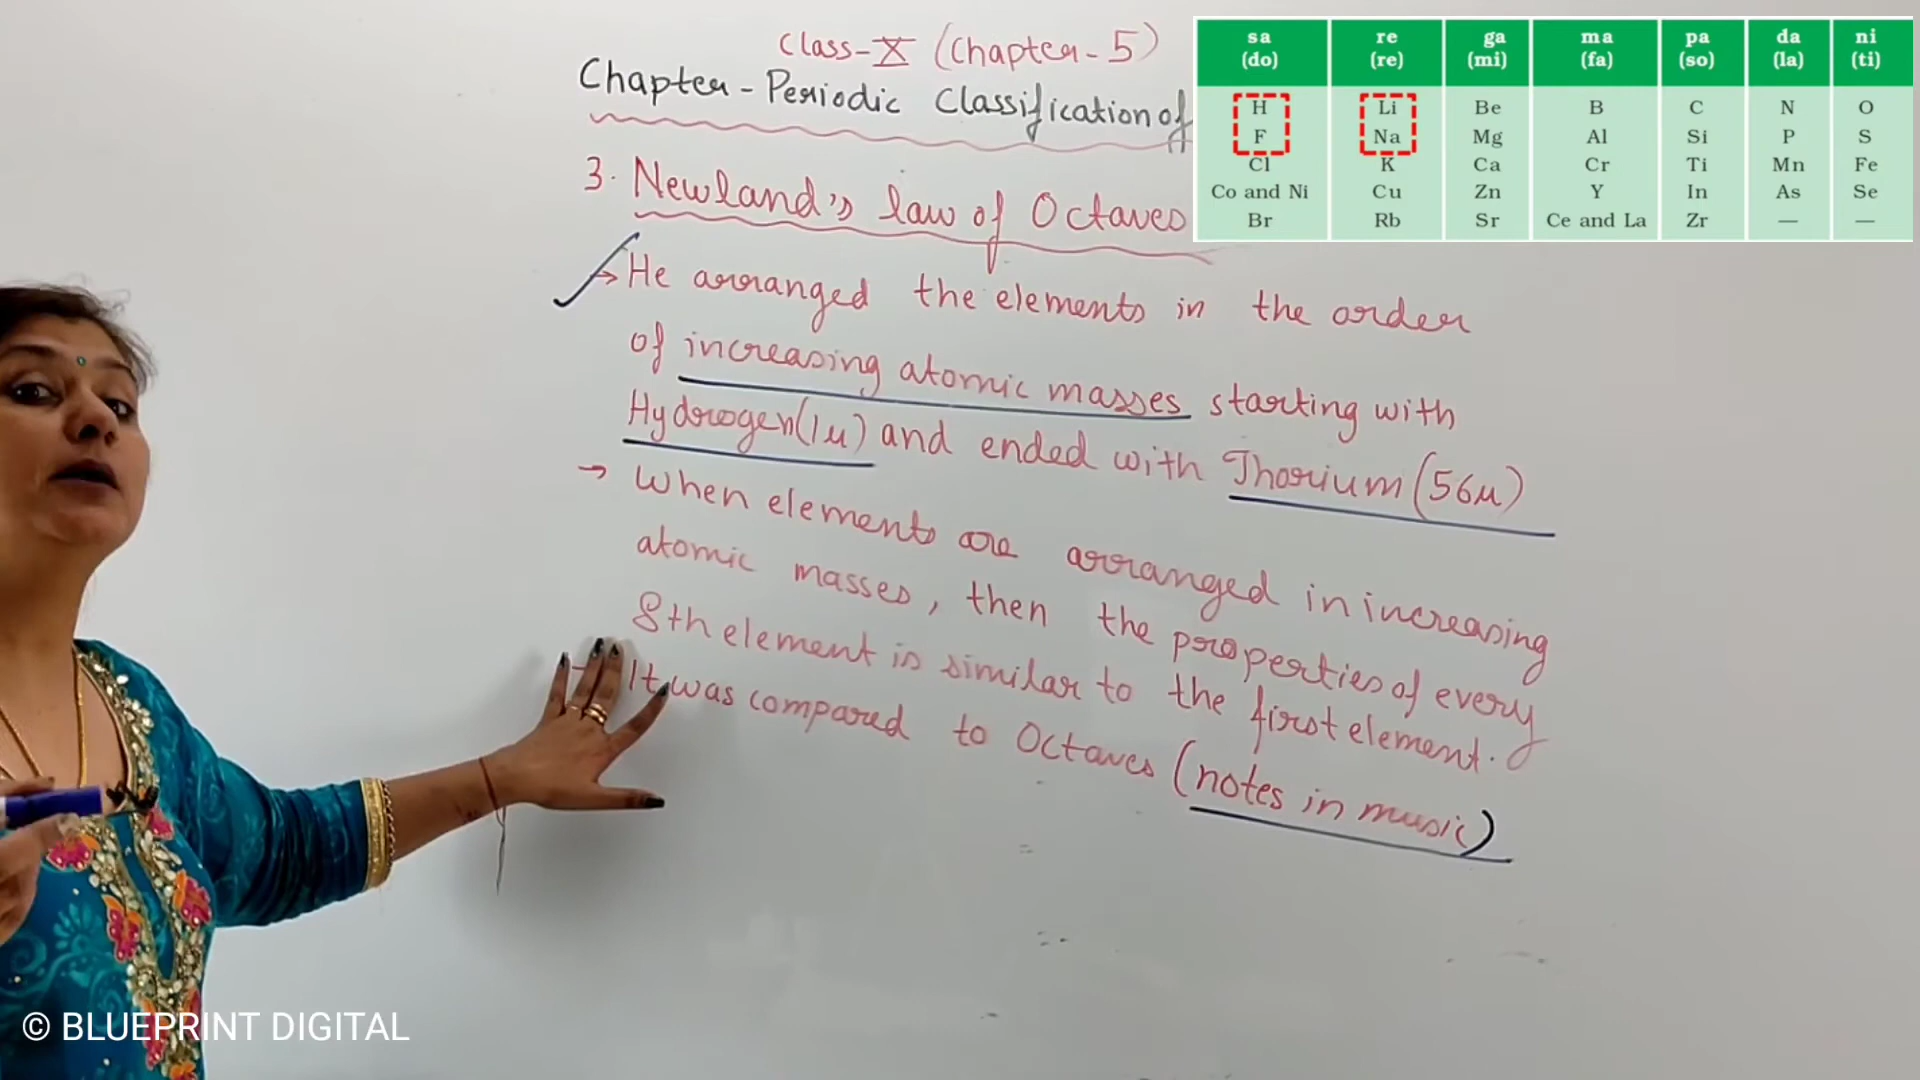 Class-X (Chapter-5)
Chapter-Periodic Classification of
3. Newland's law of Octaves
→ He arranged the elements in the order
of increasing atomic masses starting with
Hydrogen(1u) and ended with Thorium(56u)
→ When elements are arranged in increasing
atomic masses, then the properties of every
8th element is similar to the first element.
→ It was compared to Octaves (notes in music)
sa re ga ma pa da ni
(do) (re) (mi) (fa) (so) (la) (ti)
H Li Be B C N O
F Na Mg Al Si P S
Cl K Ca Cr Ti Mn Fe
Co and Ni Cu Zn Y In As Se
Br Rb Sr Ce and La Zr — —
© BLUEPRINT DIGITAL